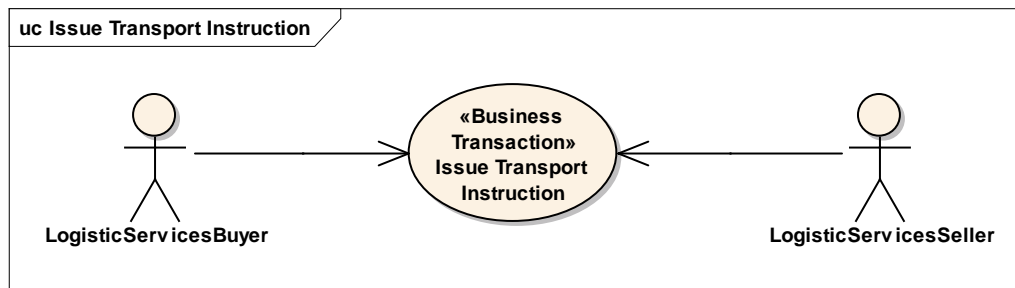 uc Issue Transport Instruction
«Business
Transaction»
Issue Transport
Instruction
LogisticServicesBuyer
LogisticServicesSeller